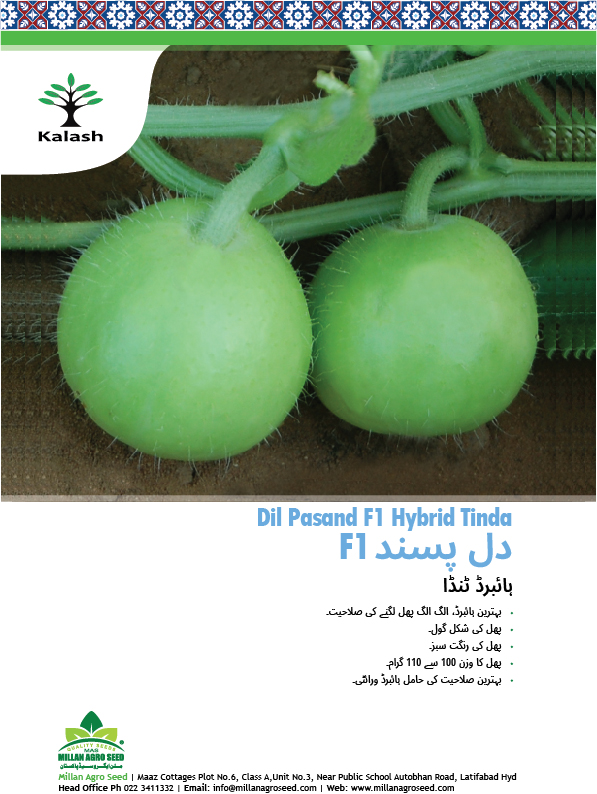 Kalash
Dil Pasand F1 Hybrid Tinda
دل پسند F1
ہائبرڈ ٹنڈا
• بہترین ہائبرڈ، الگ الگ پھل لگنے کی صلاحیت۔
• پھل کی شکل گول۔
• پھل کی رنگت سبز۔
• پھل کا وزن 100 سے 110 گرام۔
• بہترین صلاحیت کی حامل ہائبرڈ ورائٹی۔
QUALITY SEEDS
MAS
MILLAN AGRO SEED
ملن ایگرو سیڈ پاکستان
Millan Agro Seed | Maaz Cottages Plot No.6, Class A,Unit No.3, Near Public School Autobhan Road, Latifabad Hyd
Head Office Ph 022 3411332 | Email: info@millanagroseed.com | Web: www.millanagroseed.com